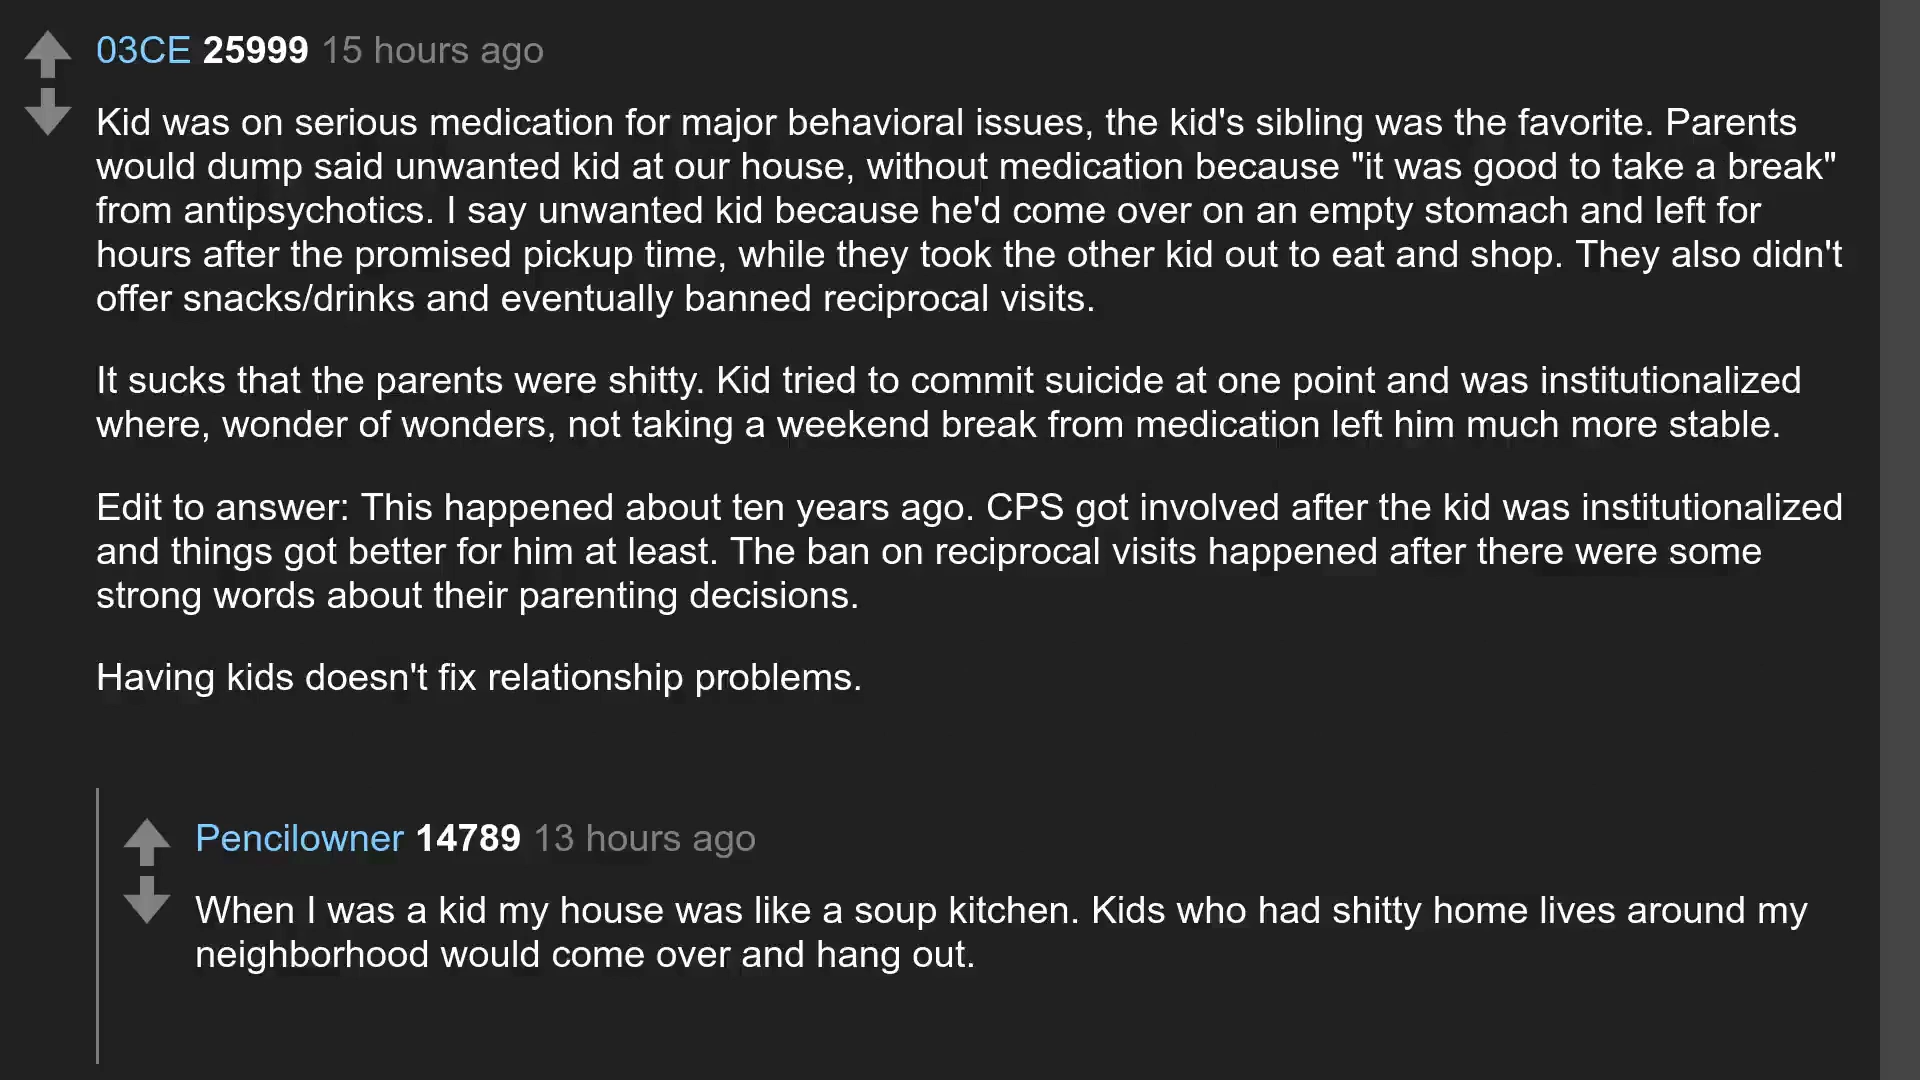 03CE 25999 15 hours ago
Kid was on serious medication for major behavioral issues, the kid's sibling was the favorite. Parents
would dump said unwanted kid at our house, without medication because "it was good to take a break"
from antipsychotics. I say unwanted kid because he'd come over on an empty stomach and left for
hours after the promised pickup time, while they took the other kid out to eat and shop. They also didn't
offer snacks/drinks and eventually banned reciprocal visits.
It sucks that the parents were shitty. Kid tried to commit suicide at one point and was institutionalized
where, wonder of wonders, not taking a weekend break from medication left him much more stable.
Edit to answer: This happened about ten years ago. CPS got involved after the kid was institutionalized
and things got better for him at least. The ban on reciprocal visits happened after there were some
strong words about their parenting decisions.
Having kids doesn't fix relationship problems.
Pencilowner 14789 13 hours ago
When I was a kid my house was like a soup kitchen. Kids who had shitty home lives around my
neighborhood would come over and hang out.